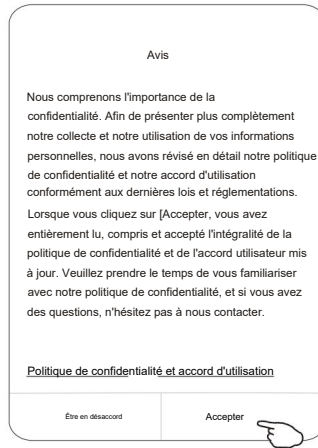 Avis
Nous comprenons l'importance de la
confidentialité. Afin de présenter plus complètement
notre collecte et notre utilisation de vos informations
personnelles, nous avons révisé en détail notre politique
de confidentialité et notre accord d'utilisation
conformément aux dernières lois et réglementations.
Lorsque vous cliquez sur [Accepter, vous avez
entièrement lu, compris et accepté l'intégralité de la
politique de confidentialité et de l'accord utilisateur mis
à jour. Veuillez prendre le temps de vous familiariser
avec notre politique de confidentialité, et si vous avez
des questions, n'hésitez pas à nous contacter.
Politique de confidentialité et accord d'utilisation
Être en désaccord
Accepter